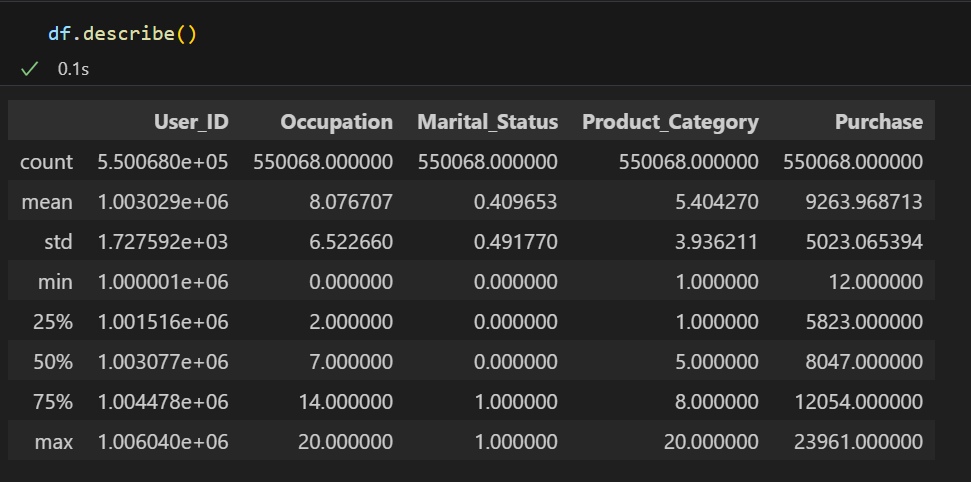 df.describe()
0.1s
User_ID Occupation Marital_Status Product_Category Purchase
count 5.500680e+05 550068.000000 550068.000000 550068.000000 550068.000000
mean 1.003029e+06 8.076707 0.409653 5.404270 9263.968713
std 1.727592e+03 6.522660 0.491770 3.936211 5023.065394
min 1.000001e+06 0.000000 0.000000 1.000000 12.000000
25% 1.001516e+06 2.000000 0.000000 1.000000 5823.000000
50% 1.003077e+06 7.000000 0.000000 5.000000 8047.000000
75% 1.004478e+06 14.000000 1.000000 8.000000 12054.000000
max 1.006040e+06 20.000000 1.000000 20.000000 23961.000000